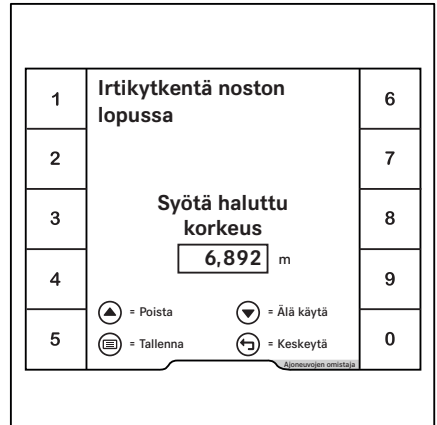 Irtikytkentä noston
lopussa
1
2
3
4
5
6
7
8
9
0
Syötä haluttu
korkeus
6,892 m
= Poista
= Älä käytä
= Tallenna
= Keskeytä
Ajoneuvojen omistaja